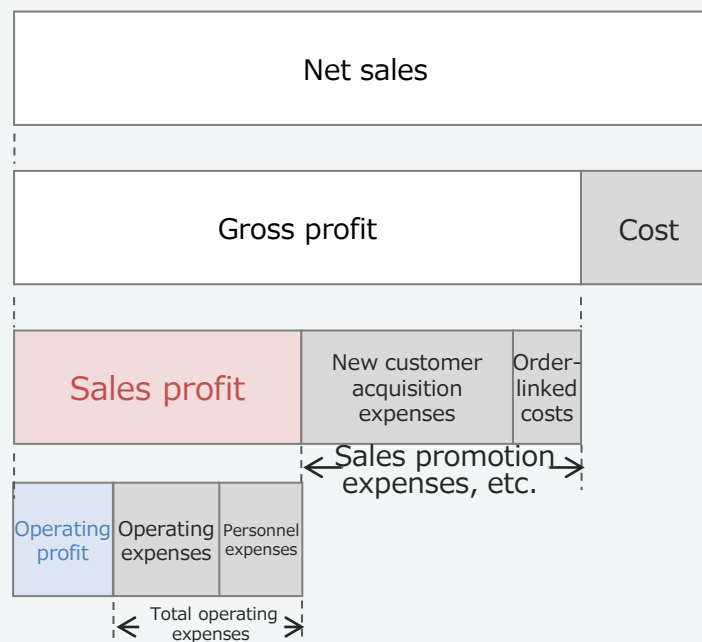 Net sales
Gross profit
Cost
Sales profit
New customer
acquisition
expenses
Order-
linked
costs
Sales promotion
expenses, etc.
Operating
profit
Operating
expenses
Personnel
expenses
Total operating
expenses